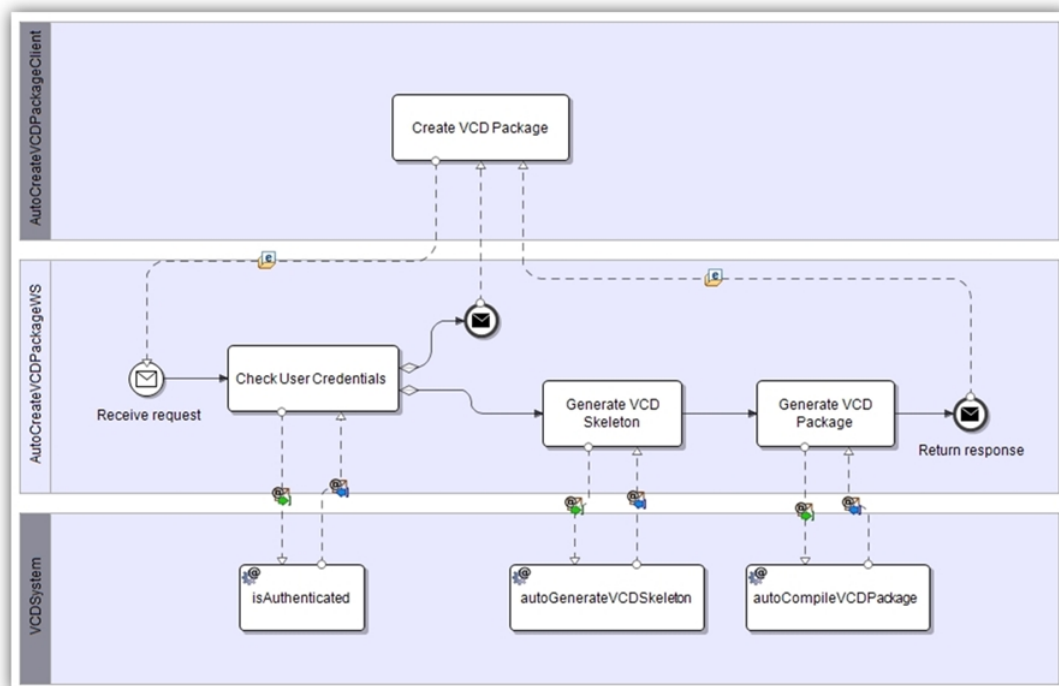 AutoCreateVCDPackageClient
Create VCD Package
AutoCreateVCDPackageWS
Receive request
Check User Credentials
Generate VCD
Skeleton
Generate VCD
Package
Return response
VCDSystem
isAuthenticated
autoGenerateVCDSkeleton
autoCompileVCDPackage